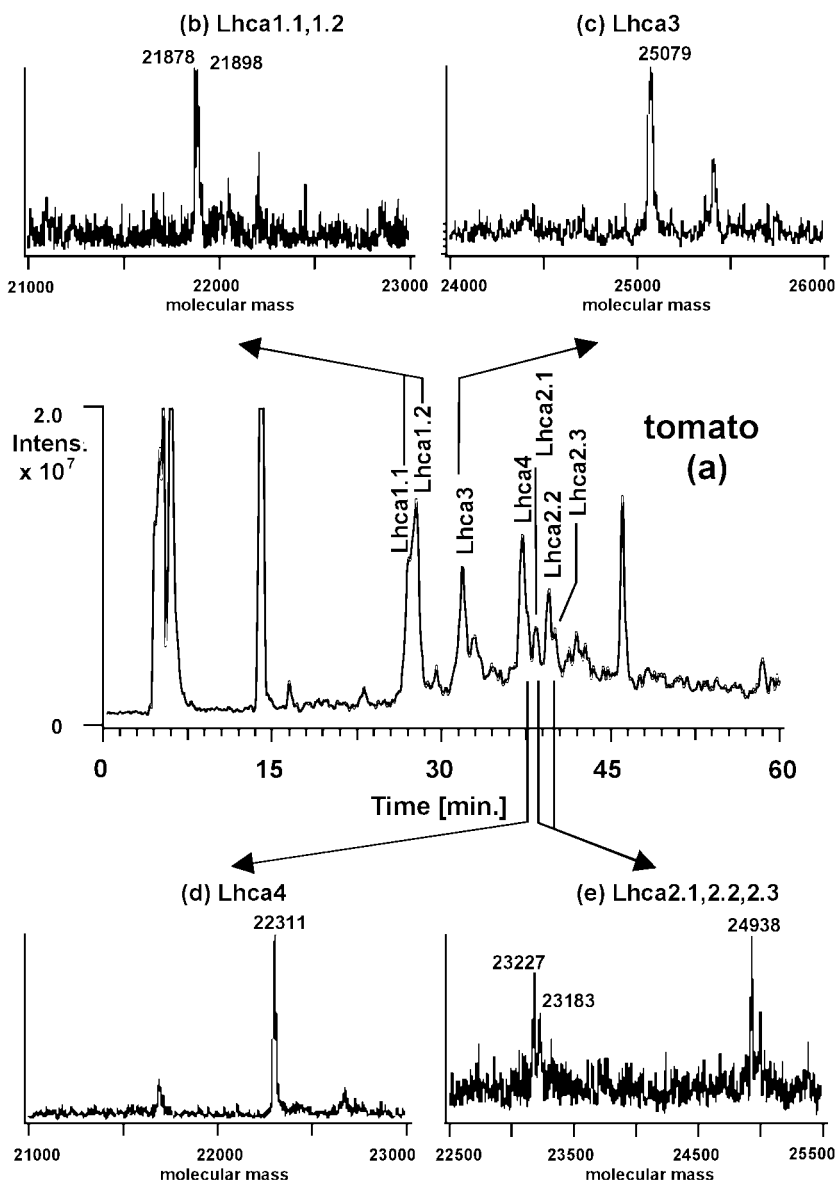 (b) Lhca1.1,1.2
21878 21898
21000 22000 23000
molecular mass
(c) Lhca3
25079
24000 25000 26000
molecular mass
2.0
Intens.
x 10⁷
0
Lhca1.1
Lhca1.2
Lhca3
Lhca4
Lhca2.1
Lhca2.2
Lhca2.3
tomato
(a)
0 15 30 45 60
Time [min.]
(d) Lhca4
22311
21000 22000 23000
molecular mass
(e) Lhca2.1,2.2,2.3
24938
23227
23183
22500 23500 24500 25500
molecular mass